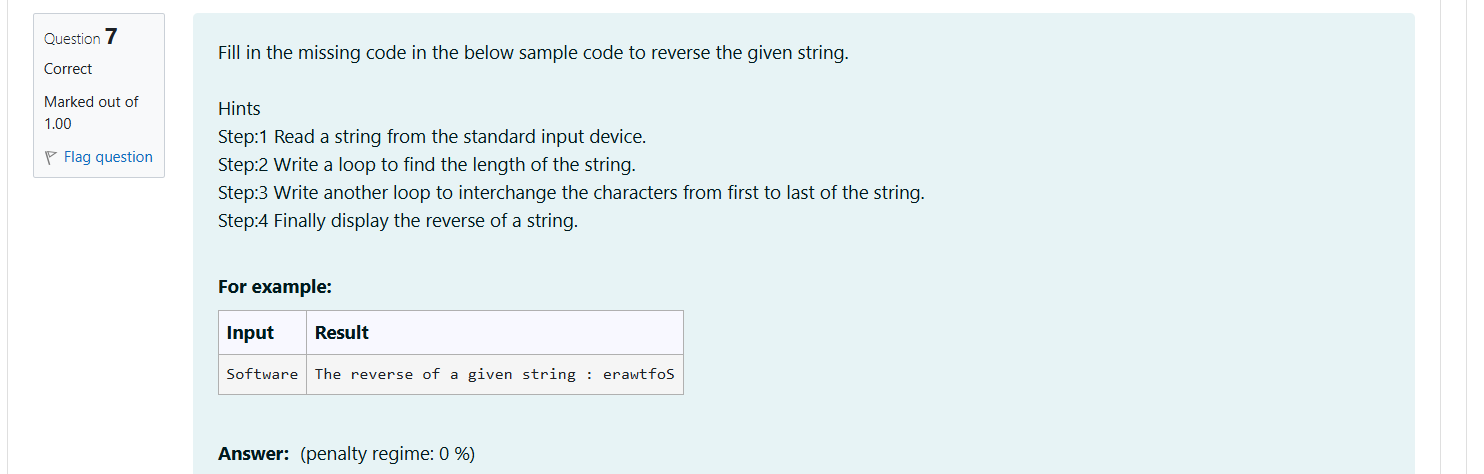 Question 7
Correct
Marked out of
1.00
Flag question
Fill in the missing code in the below sample code to reverse the given string.
Hints
Step:1 Read a string from the standard input device.
Step:2 Write a loop to find the length of the string.
Step:3 Write another loop to interchange the characters from first to last of the string.
Step:4 Finally display the reverse of a string.
For example:
Input Result
Software The reverse of a given string : erawtfoS
Answer: (penalty regime: 0 %)